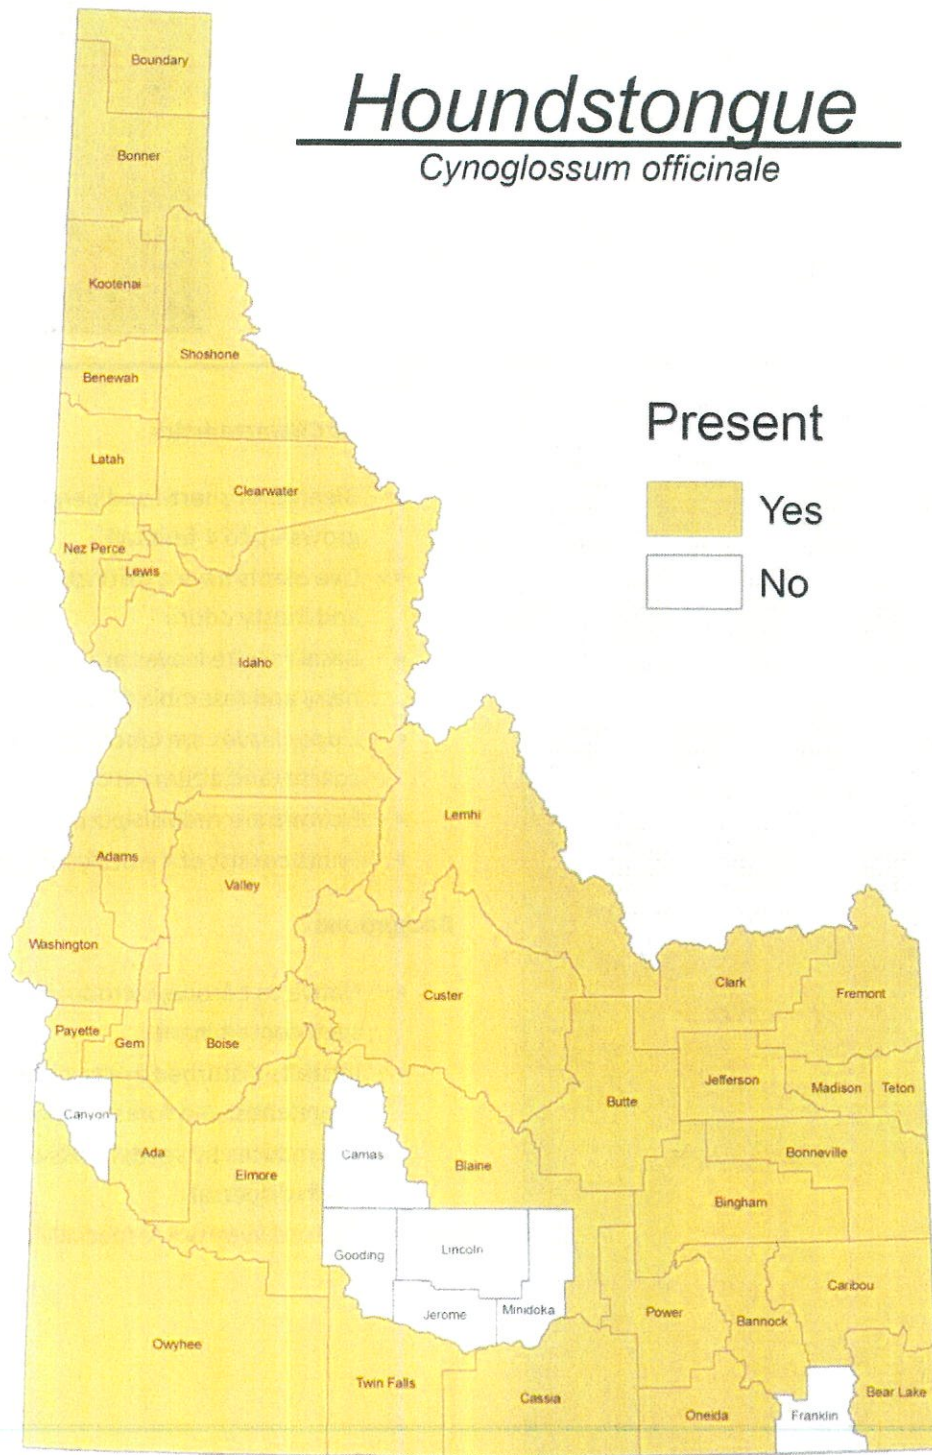 Houndstongue
Cynoglossum officinale
Present
Yes
No
Boundary
Bonner
Kootenai
Shoshone
Benewah
Latah
Clearwater
Nez Perce
Lewis
Idaho
Lemhi
Adams
Valley
Washington
Custer
Clark
Fremont
Payette
Gem
Boise
Butte
Jefferson
Madison
Teton
Canyon
Ada
Elmore
Camas
Blaine
Bonneville
Bingham
Gooding
Lincoln
Jerome
Minidoka
Power
Bannock
Caribou
Owyhee
Twin Falls
Cassia
Oneida
Franklin
Bear Lake